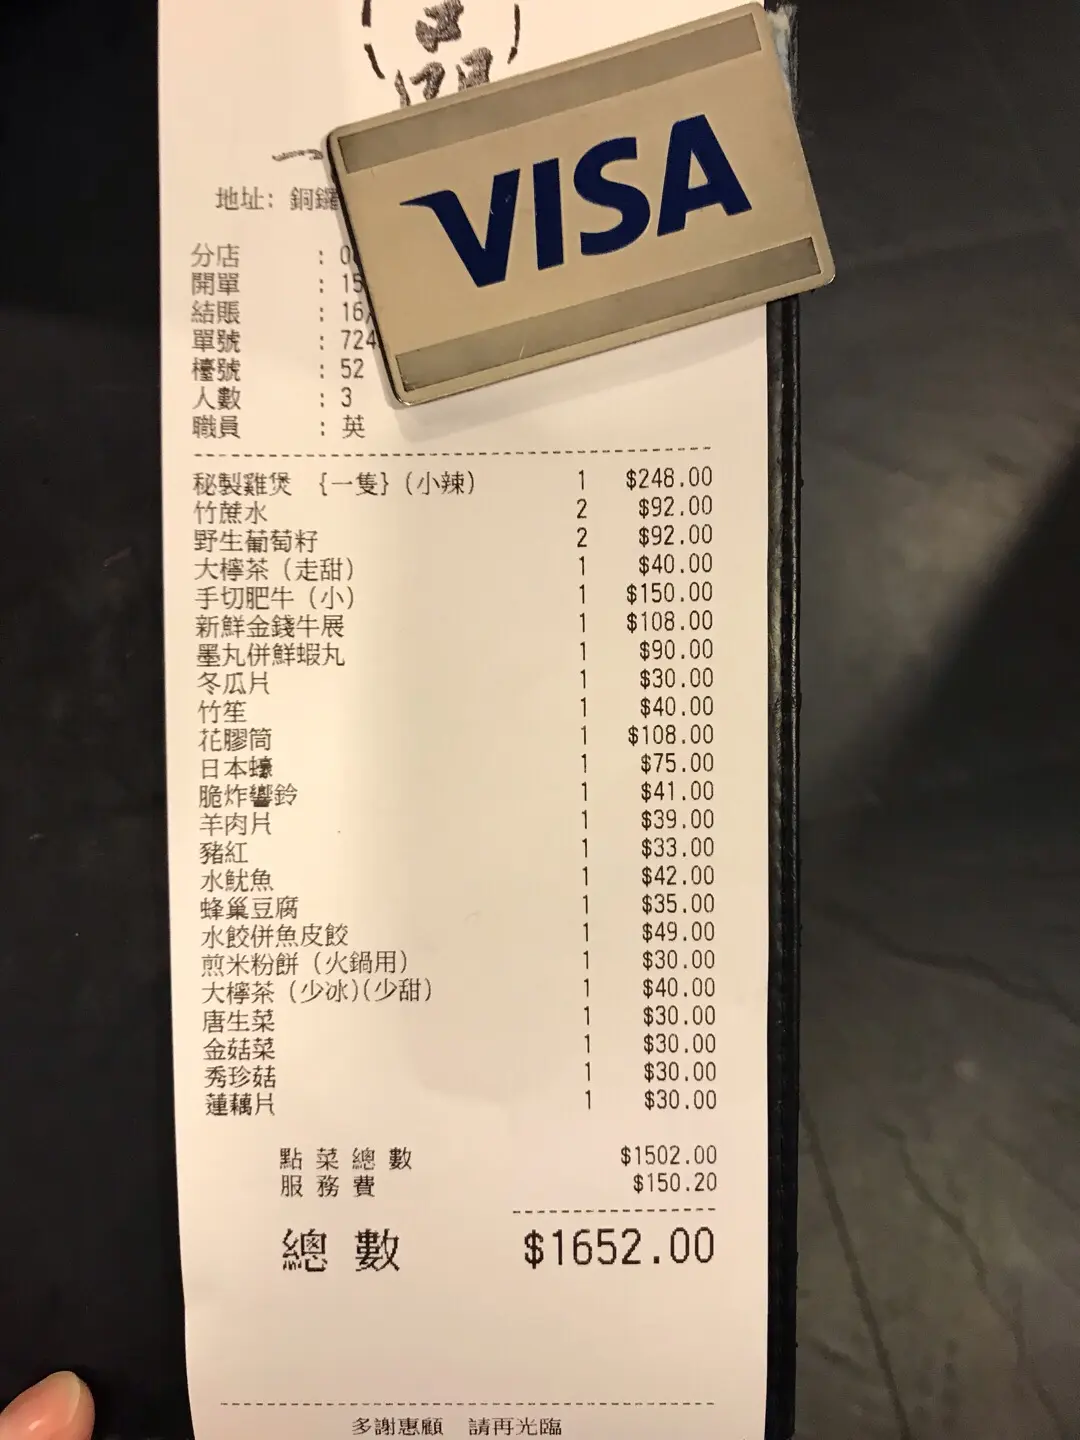 一
地址: 銅鑼
VISA
分店 : 0
開單 : 15
結賬 : 16
單號 : 724
檯號 : 52
人數 : 3
職員 : 英
秘製雞煲 {一隻}(小辣) 1 $248.00
竹蔗水 2 $92.00
野生葡萄籽 2 $92.00
大檸茶(走甜) 1 $40.00
手切肥牛(小) 1 $150.00
新鮮金錢牛展 1 $108.00
墨丸併鮮蝦丸 1 $90.00
冬瓜片 1 $30.00
竹笙 1 $40.00
花膠筒 1 $108.00
日本蠔 1 $75.00
脆炸響鈴 1 $41.00
羊肉片 1 $39.00
豬紅 1 $33.00
水魷魚 1 $42.00
蜂巢豆腐 1 $35.00
水餃併魚皮餃 1 $49.00
煎米粉餅(火鍋用) 1 $30.00
大檸茶(少冰)(少甜) 1 $40.00
唐生菜 1 $30.00
金菇菜 1 $30.00
秀珍菇 1 $30.00
蓮藕片 1 $30.00
點菜總數 $1502.00
服務費 $150.20
總數 $1652.00
多謝惠顧 請再光臨